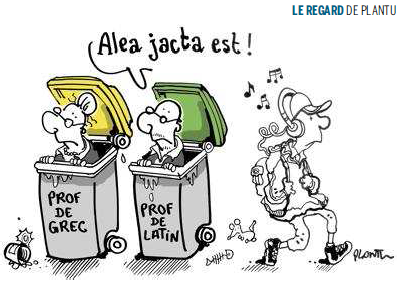 LE REGARD DE PLANTU
Alea jacta est !
PROF
DE
GREC
PROF
DE
LATIN
PLANTU